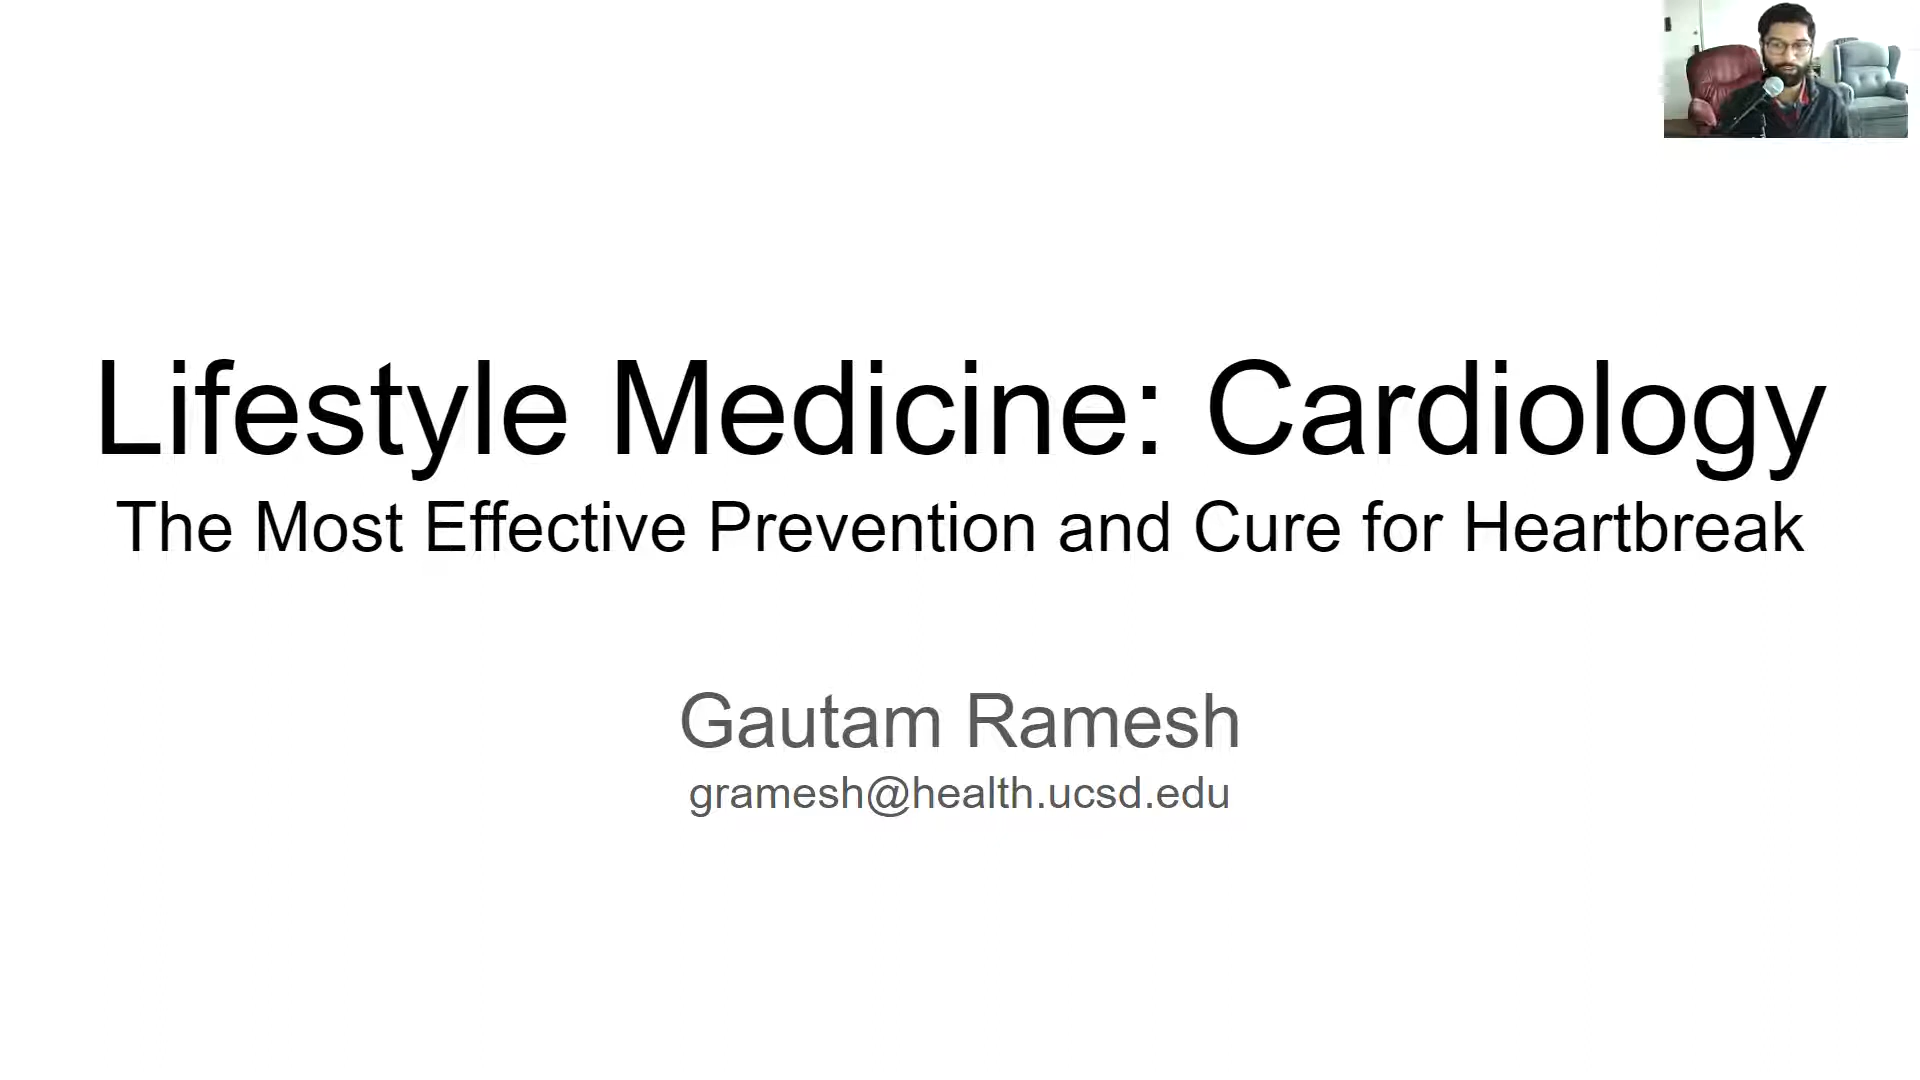 Lifestyle Medicine: Cardiology
The Most Effective Prevention and Cure for Heartbreak
Gautam Ramesh
gramesh@health.ucsd.edu